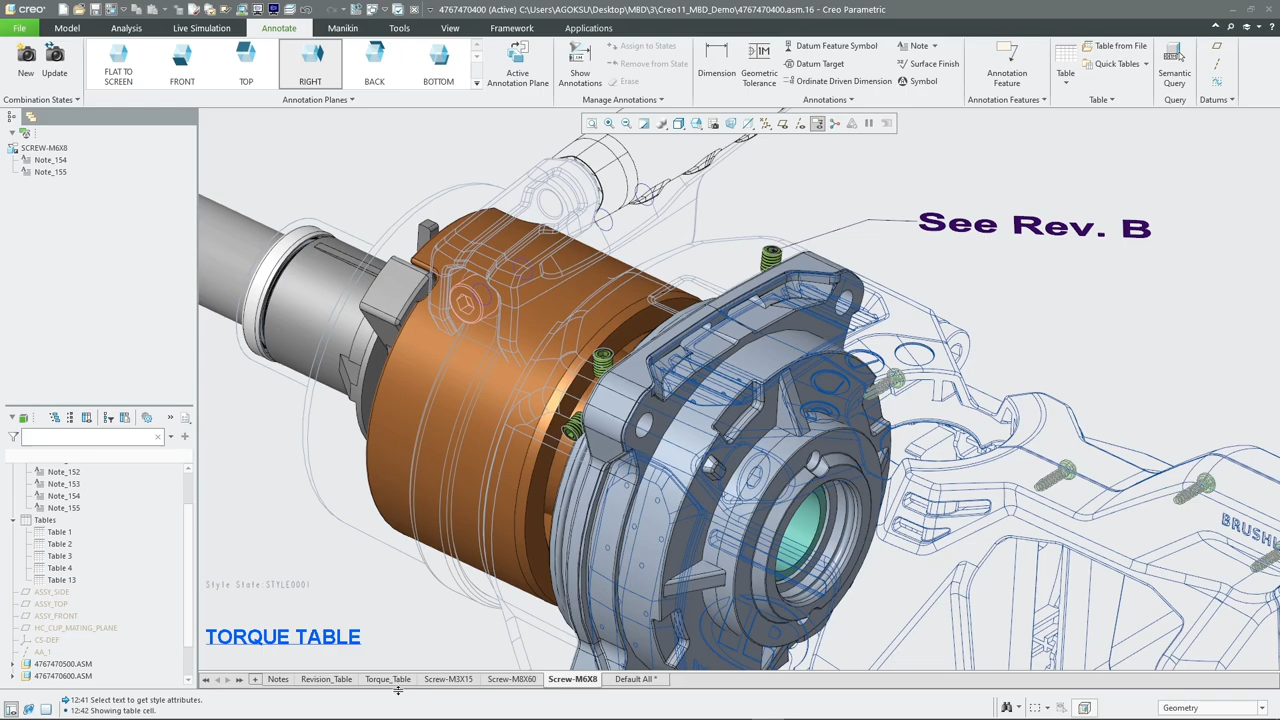 creo
4767470400 (Active) C:\Users\AGOKSU\Desktop\MBD\3\Creo11_MBD_Demo\4767470400.asm.16 - Creo Parametric
File Model Analysis Live Simulation Annotate Manikin Tools View Framework Applications
New Update
FLAT TO SCREEN
FRONT
TOP
RIGHT
BACK
BOTTOM
Active Annotation Plane
Show Annotations
Assign to States
Remove from State
Erase
Dimension
Geometric Tolerance
Datum Feature Symbol
Datum Target
Ordinate Driven Dimension
Note
Surface Finish
Symbol
Annotation Feature
Table
Table from File
Quick Tables
Semantic Query
Combination States
Annotation Planes
Manage Annotations
Annotations
Annotation Features
Table
Query
Datums
SCREW-M6X8
Note_154
Note_155
See Rev. B
Note_152
Note_153
Note_154
Note_155
Tables
Table 1
Table 2
Table 3
Table 4
Table 13
ASSY_SIDE
ASSY_TOP
ASSY_FRONT
HC_CUP_MATING_PLANE
CS-DEF
AA_1
4767470500.ASM
4767470600.ASM
BRUSH
Style State:STYLE0001
TORQUE TABLE
Notes Revision_Table Torque_Table Screw-M3X15 Screw-M8X60 Screw-M6X8 Default All *
12:41 Select text to get style attributes.
12:42 Showing table cell.
Geometry